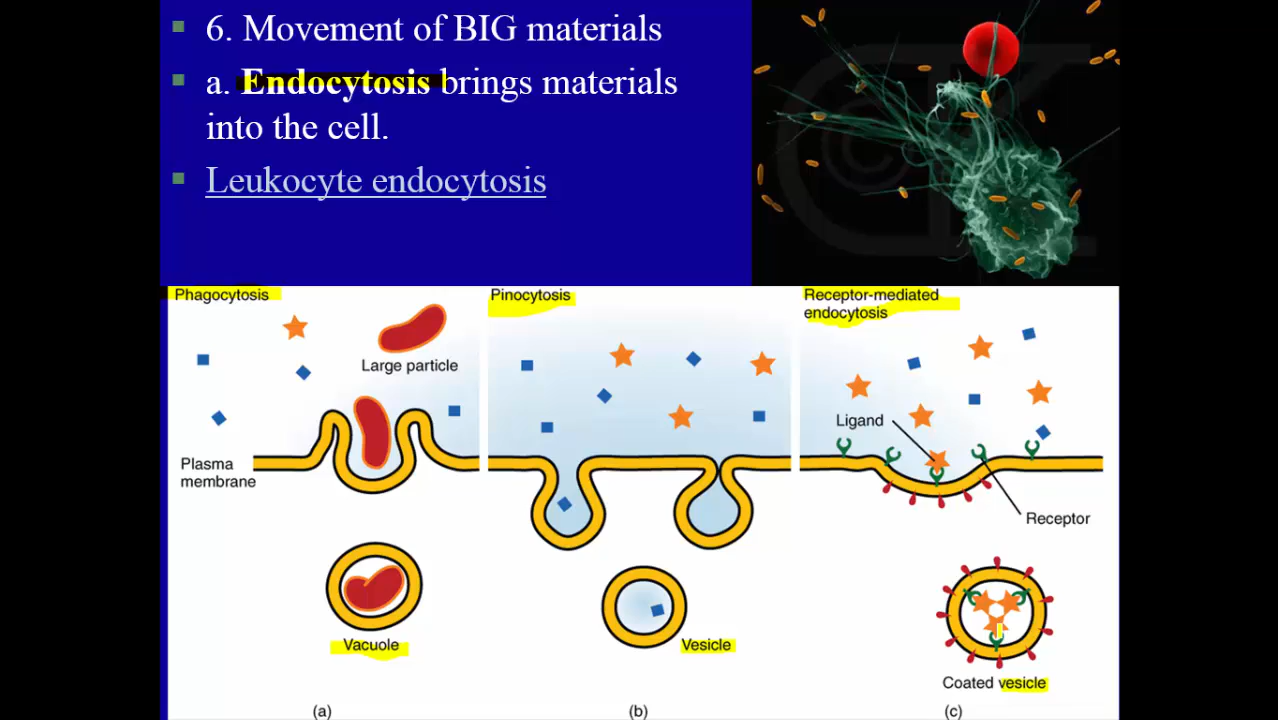 6. Movement of BIG materials
a. Endocytosis brings materials
into the cell.
Leukocyte endocytosis
Phagocytosis
Large particle
Plasma
membrane
Vacuole
(a)
Pinocytosis
Vesicle
(b)
Receptor-mediated
endocytosis
Ligand
Receptor
Coated vesicle
(c)